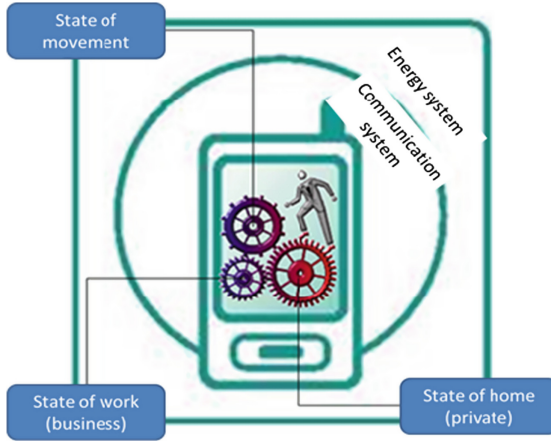 State of
movement
Energy system
Communication
system
State of work
(business)
State of home
(private)